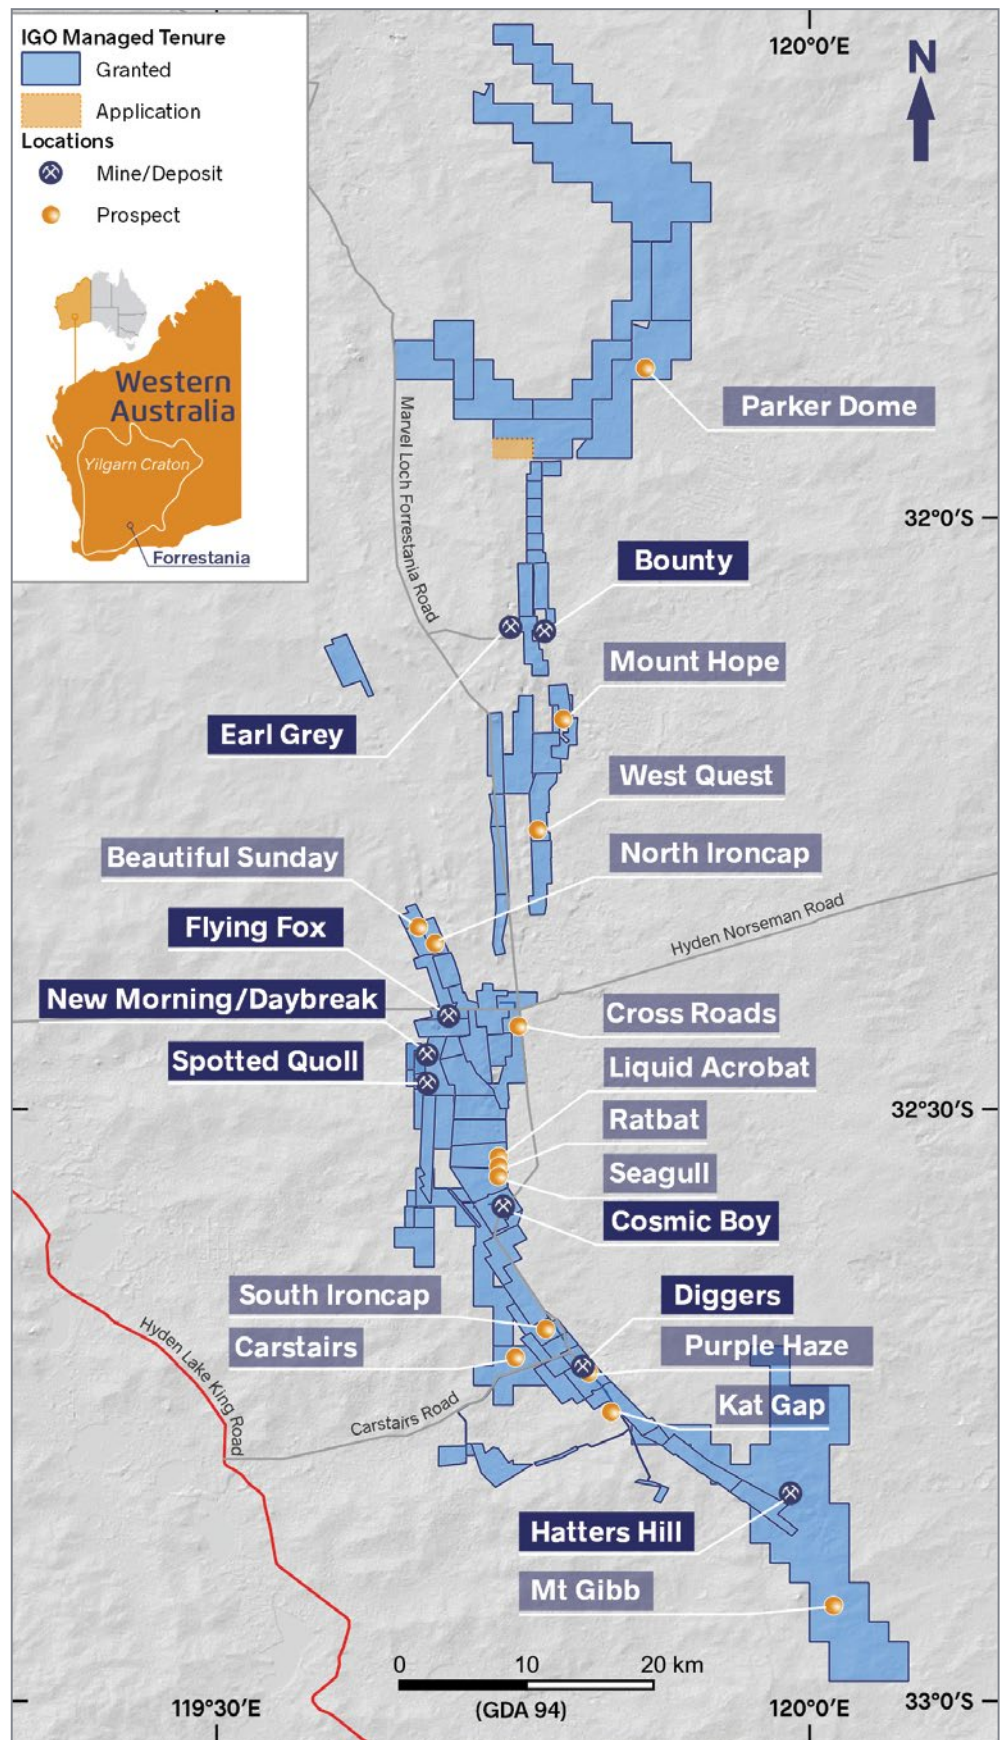 IGO Managed Tenure
Granted
Application
Locations
Mine/Deposit
Prospect
Western
Australia
Yilgarn Craton
Forrestania
120°0′E
N
Parker Dome
Marvel Loch Forrestania Road
32°0′S
Bounty
Mount Hope
Earl Grey
West Quest
Beautiful Sunday
North Ironcap
Flying Fox
Hyden Norseman Road
New Morning/Daybreak
Cross Roads
Spotted Quoll
Liquid Acrobat
32°30′S
Ratbat
Seagull
Cosmic Boy
South Ironcap
Diggers
Carstairs
Purple Haze
Hyden Lake King Road
Kat Gap
Carstairs Road
Hatters Hill
Mt Gibb
0 10 20 km
(GDA 94)
119°30′E
120°0′E
33°0′S